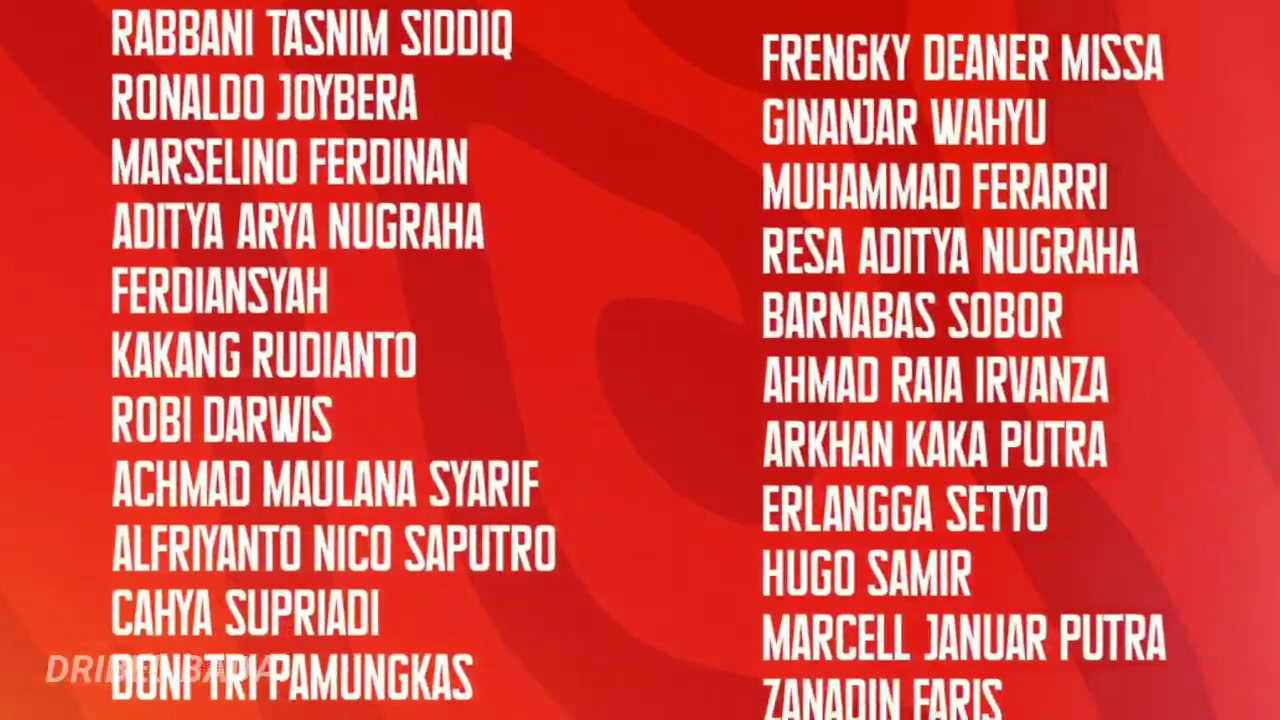 RABBANI TASNIM SIDDIQ
RONALDO JOYBERA
MARSELINO FERDINAN
ADITYA ARYA NUGRAHA
FERDIANSYAH
KAKANG RUDIANTO
ROBI DARWIS
ACHMAD MAULANA SYARIF
ALFRIYANTO NICO SAPUTRO
CAHYA SUPRIADI
DONI TRI PAMUNGKAS
FRENGKY DEANER MISSA
GINANJAR WAHYU
MUHAMMAD FERARRI
RESA ADITYA NUGRAHA
BARNABAS SOBOR
AHMAD RAIA IRVANZA
ARKHAN KAKA PUTRA
ERLANGGA SETYO
HUGO SAMIR
MARCELL JANUAR PUTRA
ZANADIN FARIS